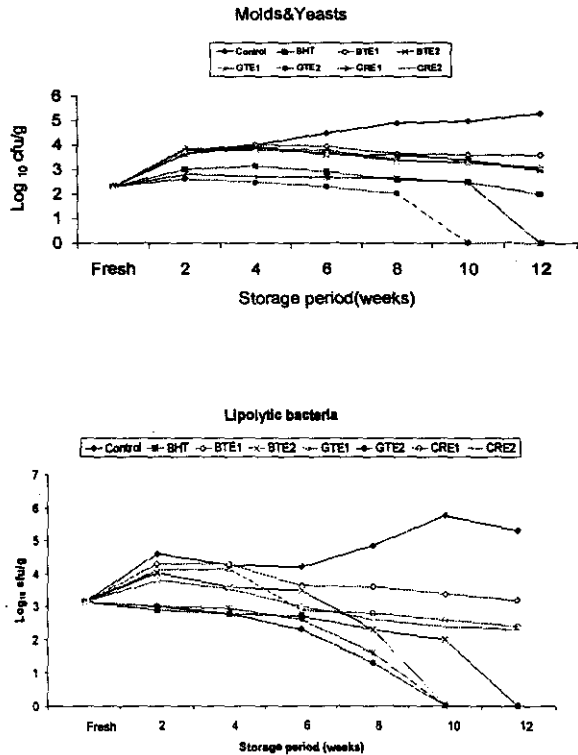 Molds&Yeasts
Control BHT BTE1 BTE2
GTE1 GTE2 CRE1 CRE2
Log 10 cfu/g
6
5
4
3
2
1
0
Fresh 2 4 6 8 10 12
Storage period(weeks)
Lipolytic bacteria
Control BHT BTE1 BTE2 GTE1 GTE2 CRE1 CRE2
Log10 cfu/g
7
6
5
4
3
2
1
0
Fresh 2 4 6 8 10 12
Storage period (weeks)